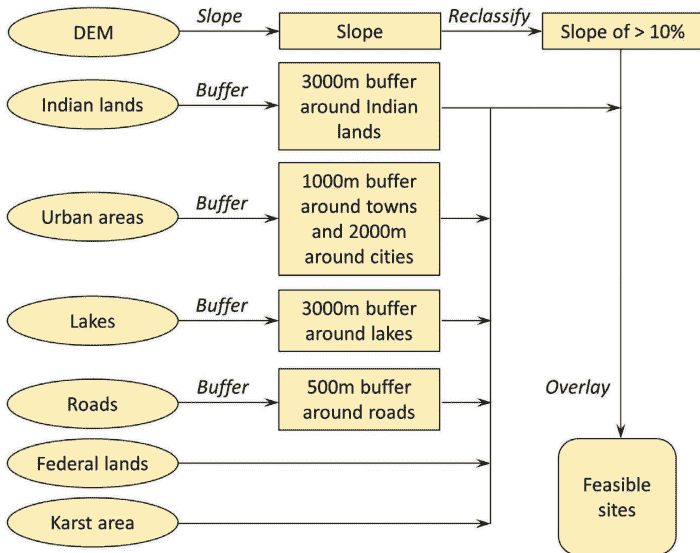 DEM
Slope
Slope
Reclassify
Slope of > 10%
Indian lands
Buffer
3000m buffer
around Indian
lands
Urban areas
Buffer
1000m buffer
around towns
and 2000m
around cities
Lakes
Buffer
3000m buffer
around lakes
Roads
Buffer
500m buffer
around roads
Overlay
Federal lands
Karst area
Feasible
sites